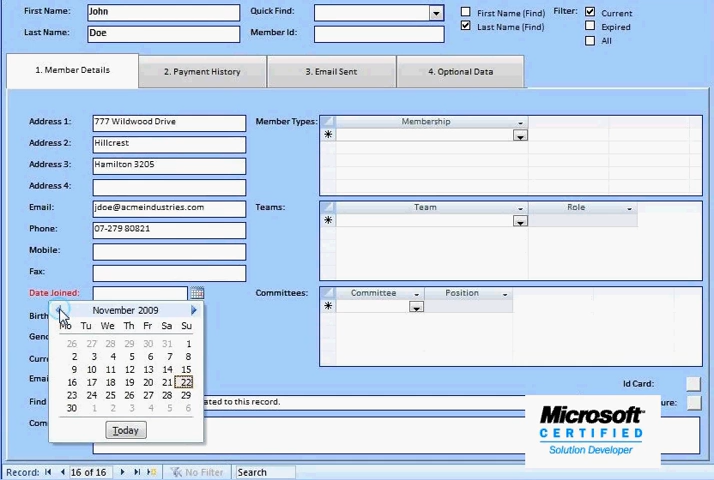 First Name: John Quick Find: First Name (Find) Filter: Current
Last Name: Doe Member Id: Last Name (Find) Expired
All
1. Member Details 2. Payment History 3. Email Sent 4. Optional Data
Address 1: 777 Wildwood Drive Member Types: Membership
Address 2: Hillcrest
Address 3: Hamilton 3205
Address 4:
Email: jdoe@acmeindustries.com Teams: Team Role
Phone: 07-279 80821
Mobile:
Fax:
Date Joined: Committees: Committee Position
November 2009
Birth
Mo Tu We Th Fr Sa Su
Gen
26 27 28 29 30 31 1
Curr
2 3 4 5 6 7 8
9 10 11 12 13 14 15
Emai
16 17 18 19 20 21 22
Id Card:
Find
23 24 25 26 27 28 29
ated to this record.
ure:
30 1 2 3 4 5 6
Com
Today
Microsoft
CERTIFIED
Solution Developer
Record: 16 of 16 No Filter Search